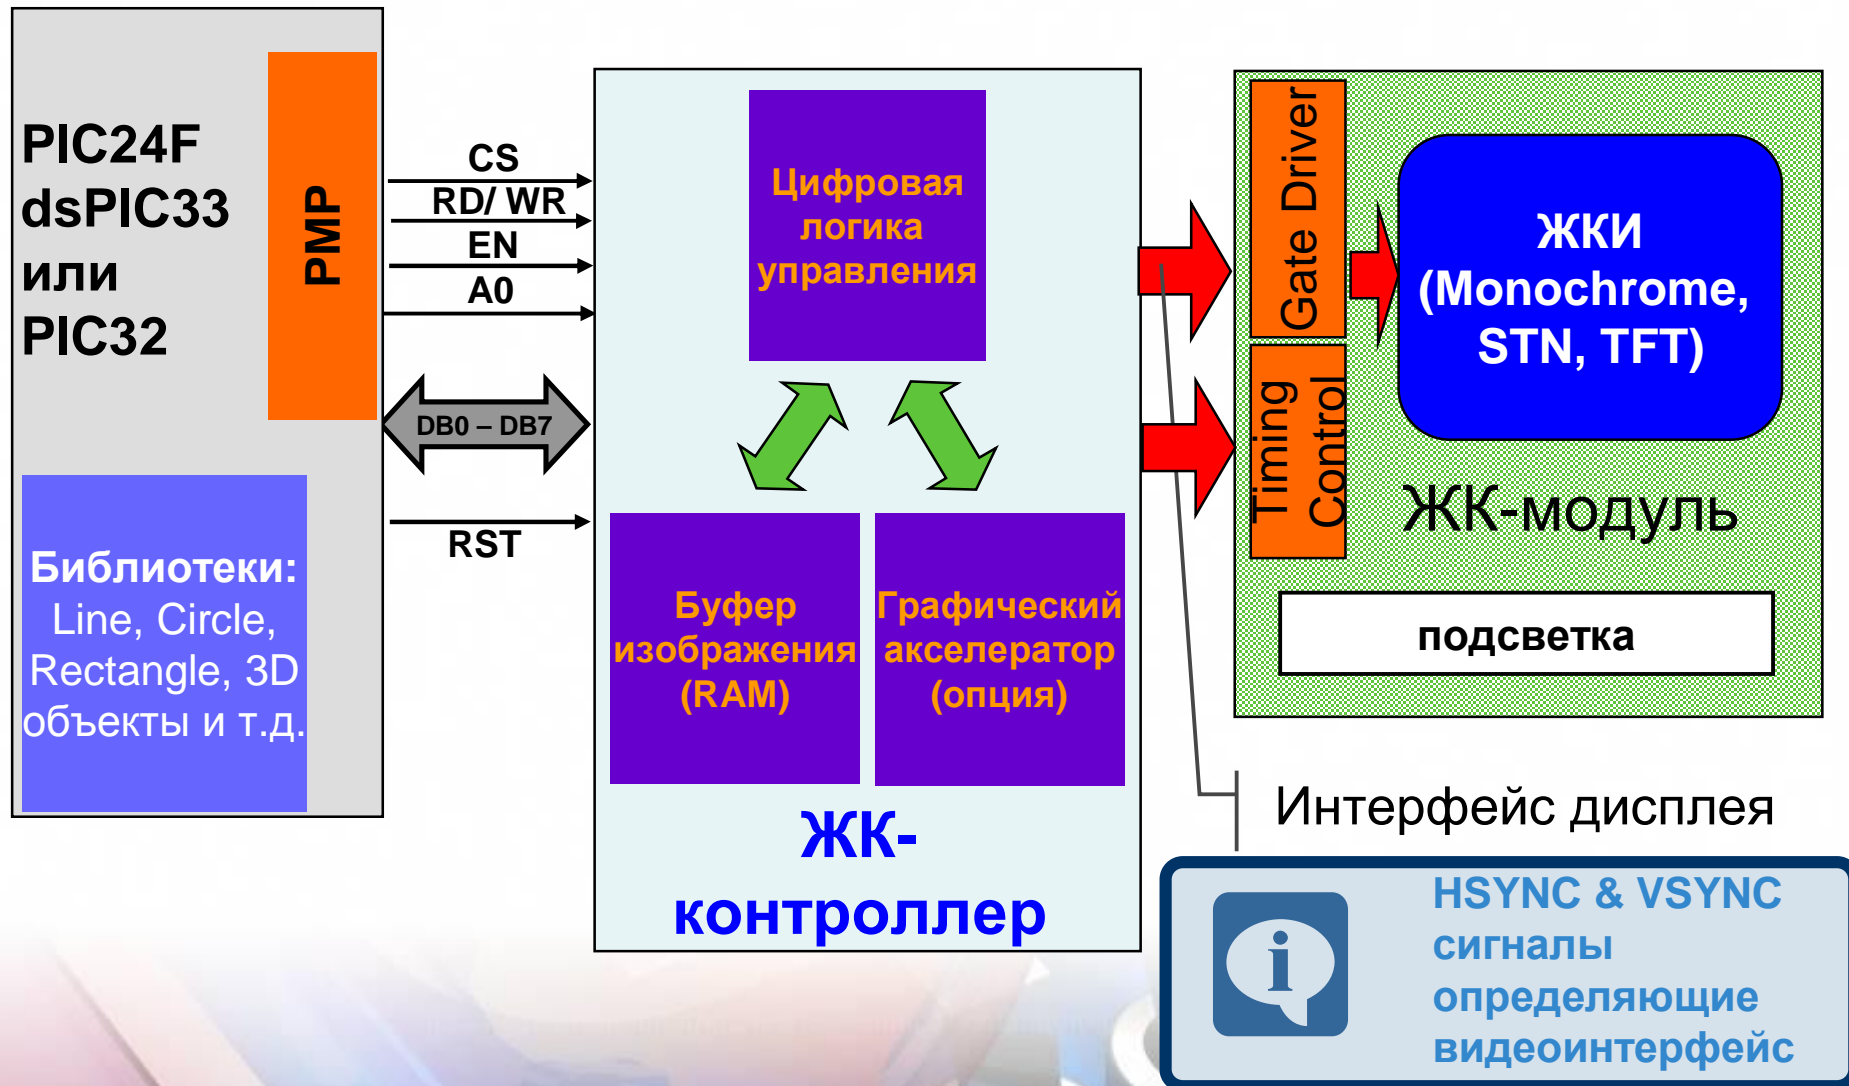 PIC24F
dsPIC33
или
PIC32
PMP
Библиотеки:
Line, Circle,
Rectangle, 3D
объекты и т.д.
CS
RD/ WR
EN
A0
DB0 – DB7
RST
Цифровая
логика
управления
Буфер
изображения
(RAM)
Графический
акселератор
(опция)
ЖК-
контроллер
Gate Driver
Timing
Control
ЖКИ
(Monochrome,
STN, TFT)
ЖК-модуль
подсветка
Интерфейс дисплея
i
HSYNC & VSYNC
сигналы
определяющие
видеоинтерфейс